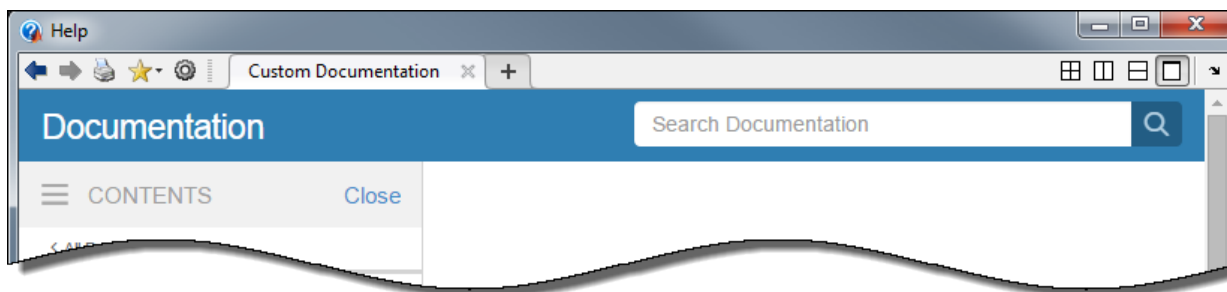 Help
Custom Documentation
Documentation
Search Documentation
CONTENTS
Close